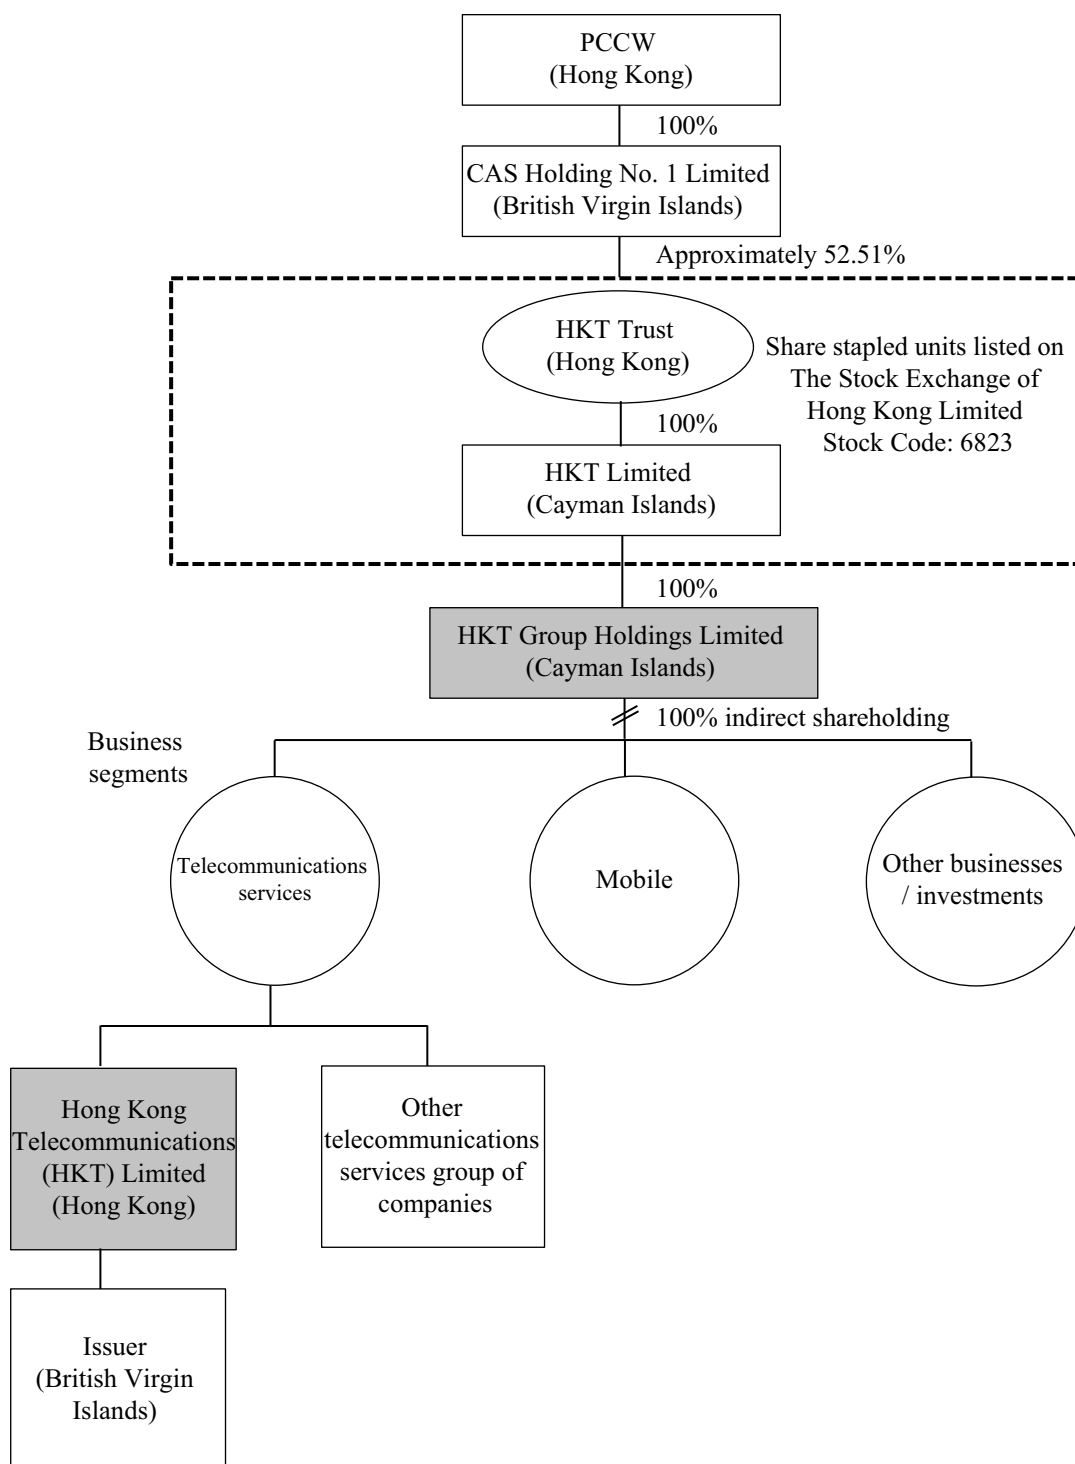 PCCW
(Hong Kong)
100%
CAS Holding No. 1 Limited
(British Virgin Islands)
Approximately 52.51%
HKT Trust
(Hong Kong)
Share stapled units listed on
The Stock Exchange of
Hong Kong Limited
Stock Code: 6823
100%
HKT Limited
(Cayman Islands)
100%
HKT Group Holdings Limited
(Cayman Islands)
100% indirect shareholding
Business
segments
Telecommunications
services
Mobile
Other businesses
/ investments
Hong Kong
Telecommunications
(HKT) Limited
(Hong Kong)
Other
telecommunications
services group of
companies
Issuer
(British Virgin
Islands)